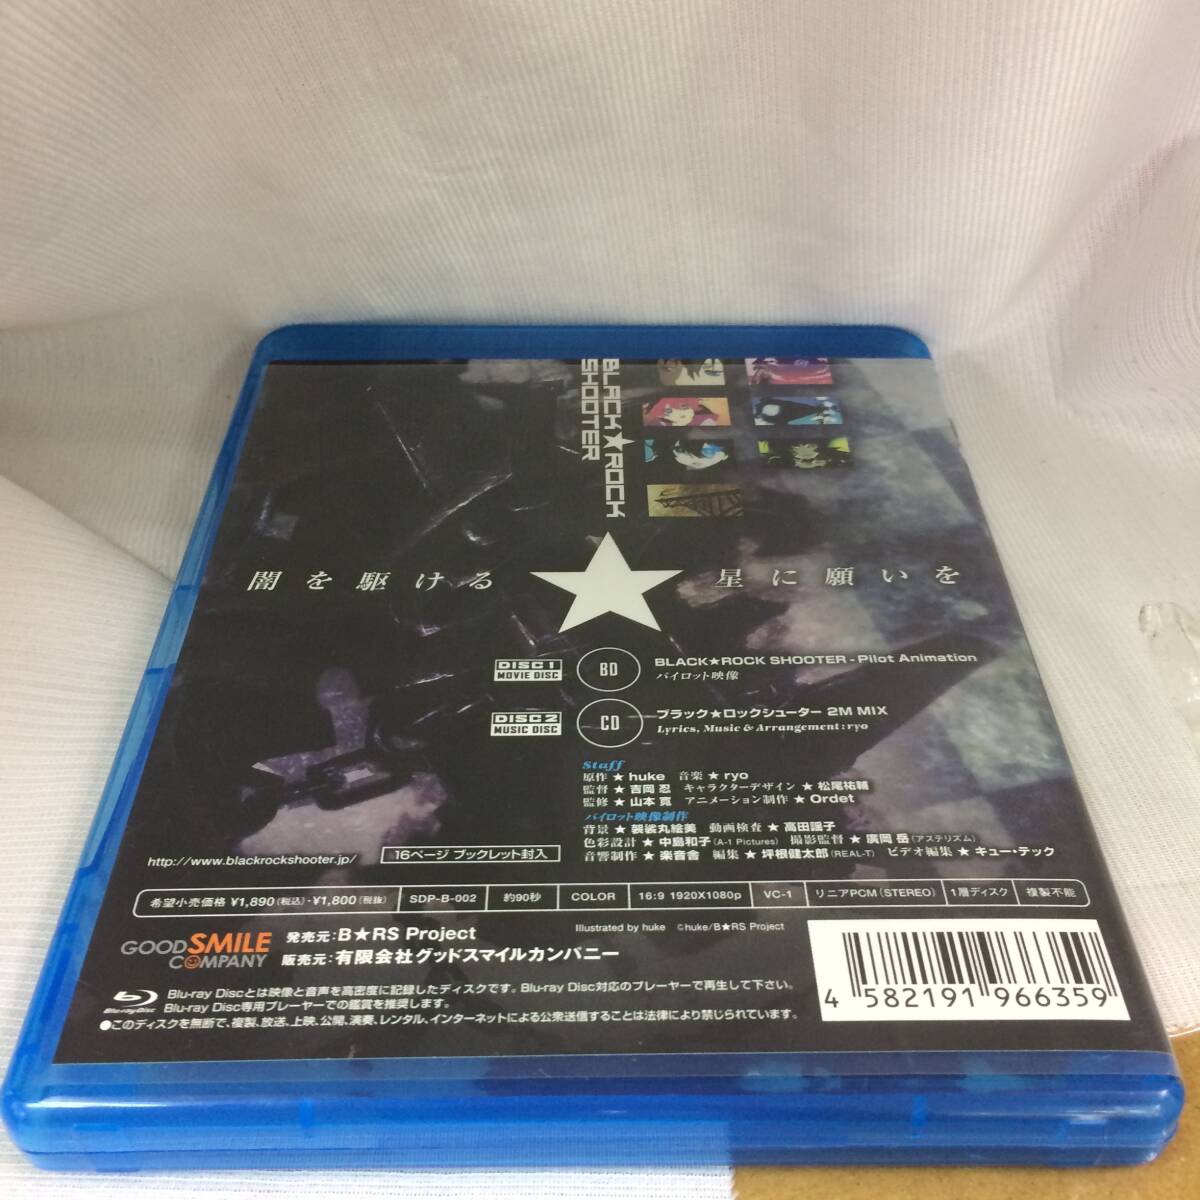 BLACK★ROCK
SHOOTER
闇を駆ける★星に願いを
DISC 1
MOVIE DISC
BD
BLACK★ROCK SHOOTER - Pilot Animation
パイロット映像
DISC 2
MUSIC DISC
CD
ブラック★ロックシューター 2M MIX
Lyrics, Music & Arrangement:ryo
Staff
原作★huke 音楽★ryo
監督★吉岡 忍 キャラクターデザイン★松尾祐輔
監修★山本 寛 アニメーション制作★Ordet
パイロット映像制作
背景★袈裟丸絵美 動画検査★高田謡子
色彩設計★中島和子(A-1 Pictures) 撮影監督★廣岡 岳(アステリズム)
音響制作★楽音舎 編集★坪根健太郎(REAL-T) ビデオ編集★キュー・テック
http://www.blackrockshooter.jp/
16ページ ブックレット封入
希望小売価格 ¥1,890(税込)・¥1,800(税抜)
SDP-B-002
約90秒
COLOR
16:9 1920X1080p
VC-1
リニアPCM(STEREO)
1層ディスク
複製不能
GOOD SMILE
COMPANY
発売元:B★RS Project
販売元:有限会社グッドスマイルカンパニー
Illustrated by huke ©huke/B★RS Project
Blu-ray Disc
Blu-ray Discとは映像と音声を高密度に記録したディスクです。Blu-ray Disc対応のプレーヤーで再生して下さい。
Blu-ray Disc専用プレーヤーでの鑑賞を推奨します。
●このディスクを無断で、複製、放送、上映、公開、演奏、レンタル、インターネットによる公衆送信することは法律により禁じられています。
4 582191 966359